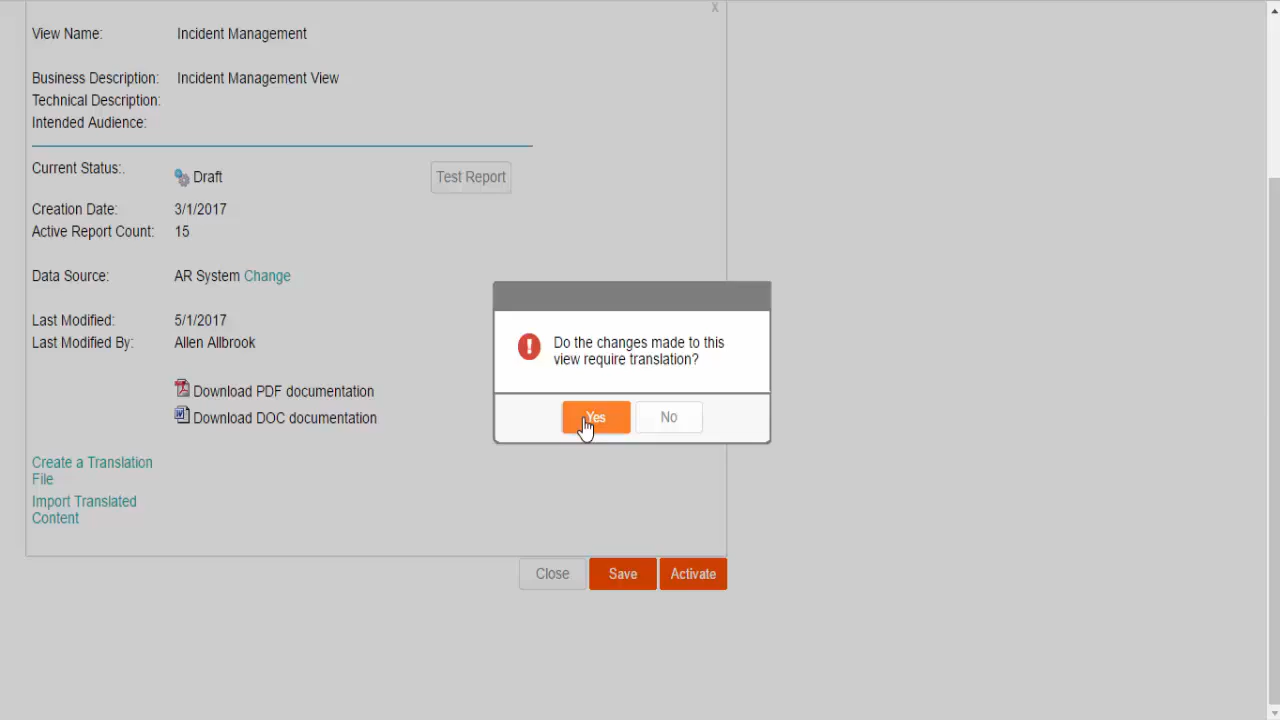 X
View Name: Incident Management
Business Description: Incident Management View
Technical Description:
Intended Audience:
Current Status:. Draft Test Report
Creation Date: 3/1/2017
Active Report Count: 15
Data Source: AR System Change
Last Modified: 5/1/2017
Last Modified By: Allen Allbrook
Download PDF documentation
Download DOC documentation
Create a Translation
File
Import Translated
Content
Do the changes made to this
view require translation?
Yes No
Close Save Activate